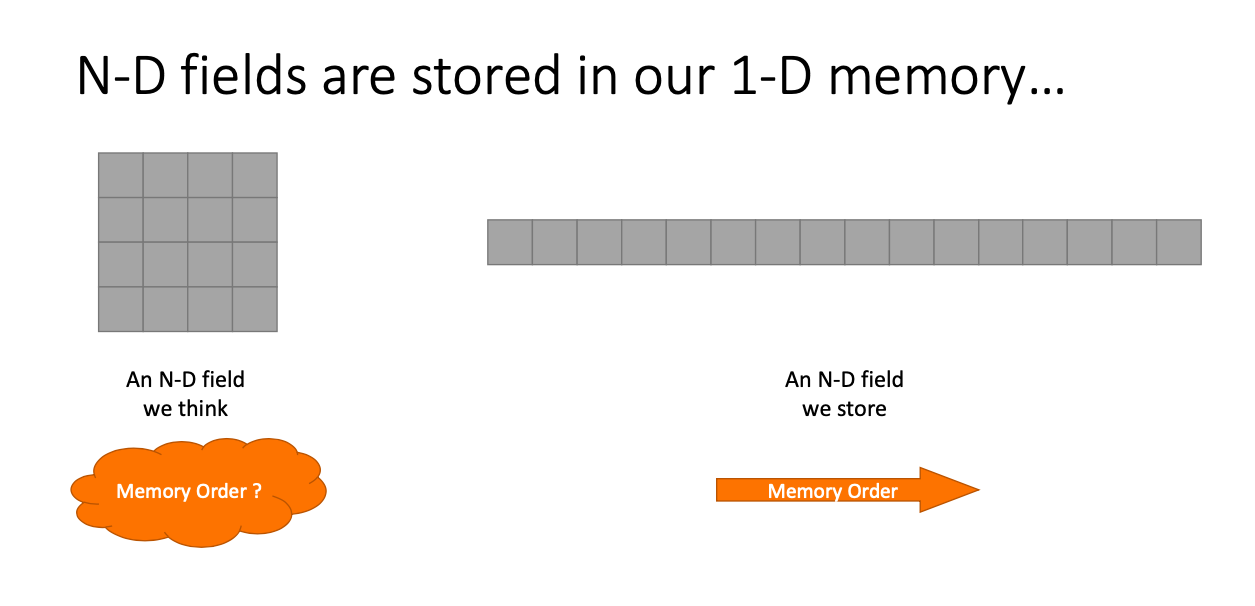 N-D fields are stored in our 1-D memory...
An N-D field
we think
An N-D field
we store
Memory Order ?
Memory Order